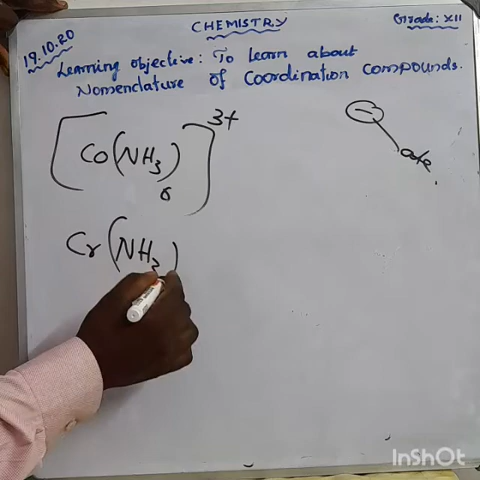 CHEMISTRY
Grade: XII
19.10.20
Learning objective: To learn about
Nomenclature of Coordination Compounds.
[Co(NH3)6]3+
⊖
ate
Cr(NH3)
InShOt